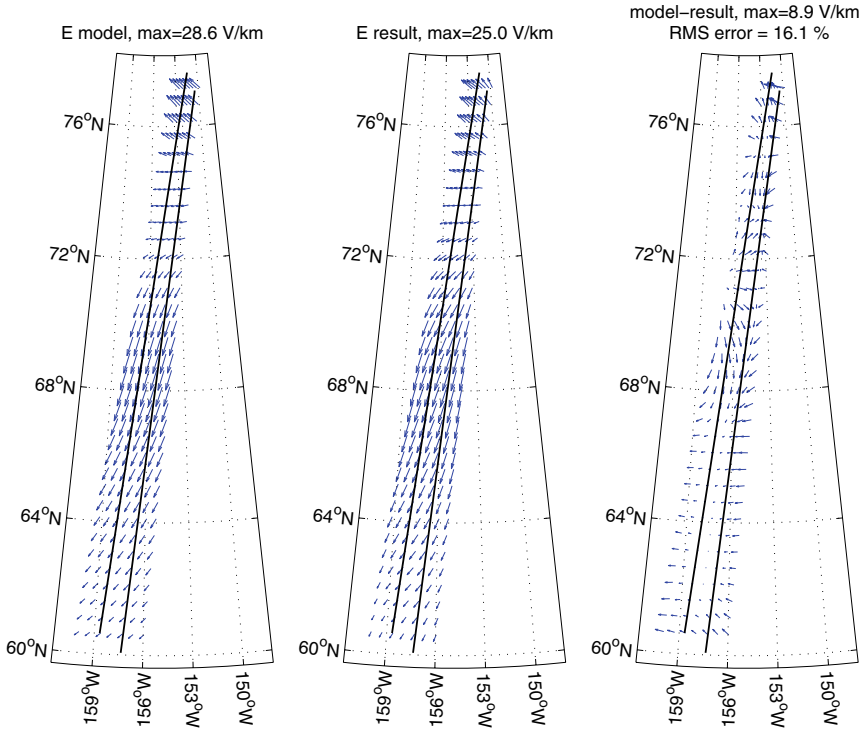 E model, max=28.6 V/km
76°N
72°N
68°N
64°N
60°N
159°W
156°W
153°W
150°W
E result, max=25.0 V/km
76°N
72°N
68°N
64°N
60°N
159°W
156°W
153°W
150°W
model−result, max=8.9 V/km
RMS error = 16.1 %
76°N
72°N
68°N
64°N
60°N
159°W
156°W
153°W
150°W